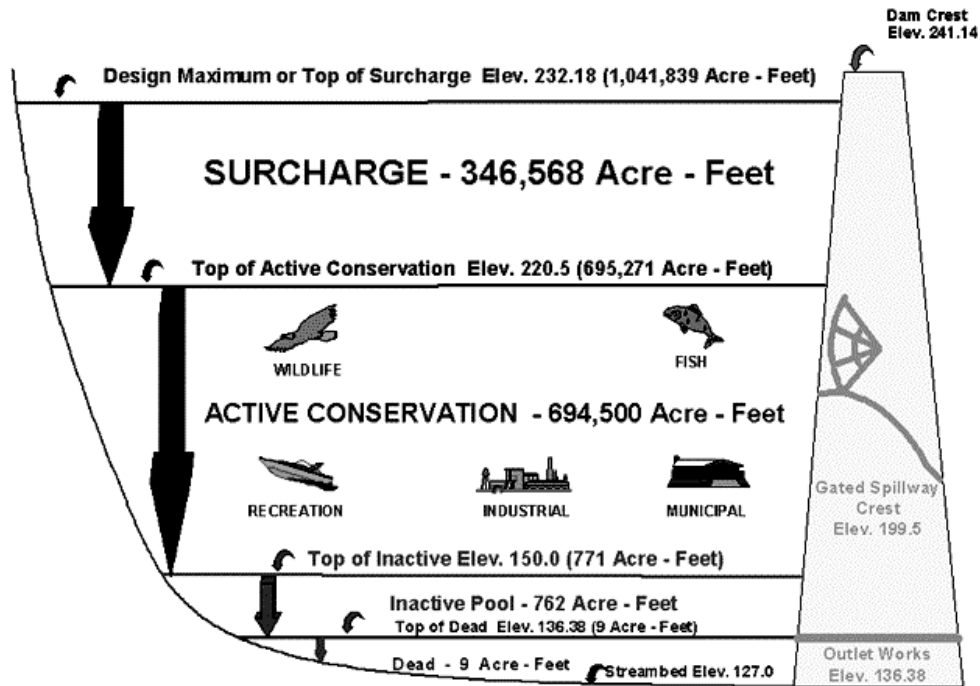 Dam Crest
Elev. 241.14
Design Maximum or Top of Surcharge Elev. 232.18 (1,041,839 Acre - Feet)
SURCHARGE - 346,568 Acre - Feet
Top of Active Conservation Elev. 220.5 (695,271 Acre - Feet)
WILDLIFE
FISH
ACTIVE CONSERVATION - 694,500 Acre - Feet
RECREATION
INDUSTRIAL
MUNICIPAL
Gated Spillway
Crest
Elev. 199.5
Top of Inactive Elev. 150.0 (771 Acre - Feet)
Inactive Pool - 762 Acre - Feet
Top of Dead Elev. 136.38 (9 Acre - Feet)
Outlet Works
Elev. 136.38
Dead - 9 Acre - Feet
Streambed Elev. 127.0